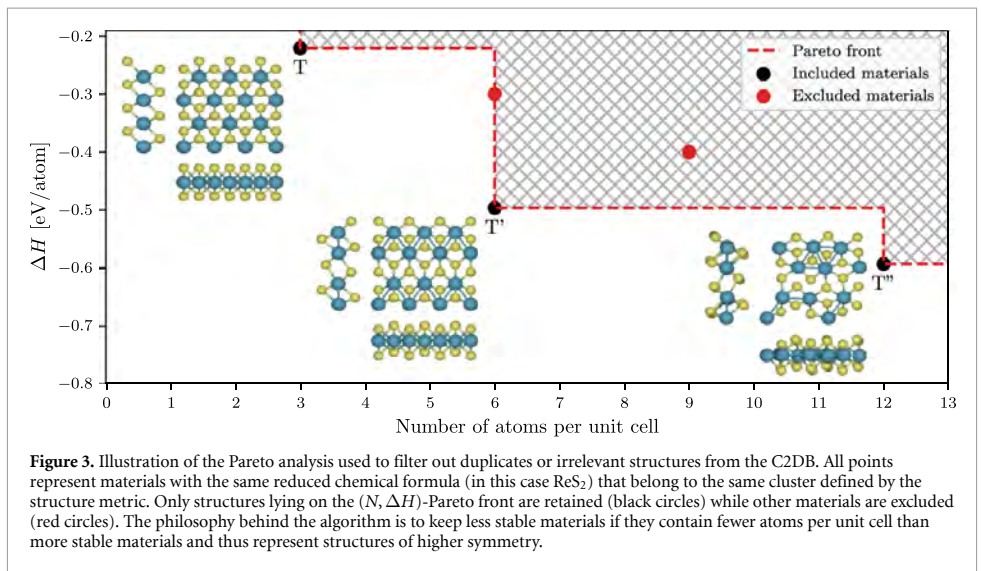 −0.2
−0.3
−0.4
−0.5
−0.6
−0.7
−0.8
ΔH [eV/atom]
T
T'
T"
Pareto front
Included materials
Excluded materials
0 1 2 3 4 5 6 7 8 9 10 11 12 13
Number of atoms per unit cell
Figure 3. Illustration of the Pareto analysis used to filter out duplicates or irrelevant structures from the C2DB. All points
represent materials with the same reduced chemical formula (in this case ReS₂) that belong to the same cluster defined by the
structure metric. Only structures lying on the (N, ΔH)-Pareto front are retained (black circles) while other materials are excluded
(red circles). The philosophy behind the algorithm is to keep less stable materials if they contain fewer atoms per unit cell than
more stable materials and thus represent structures of higher symmetry.